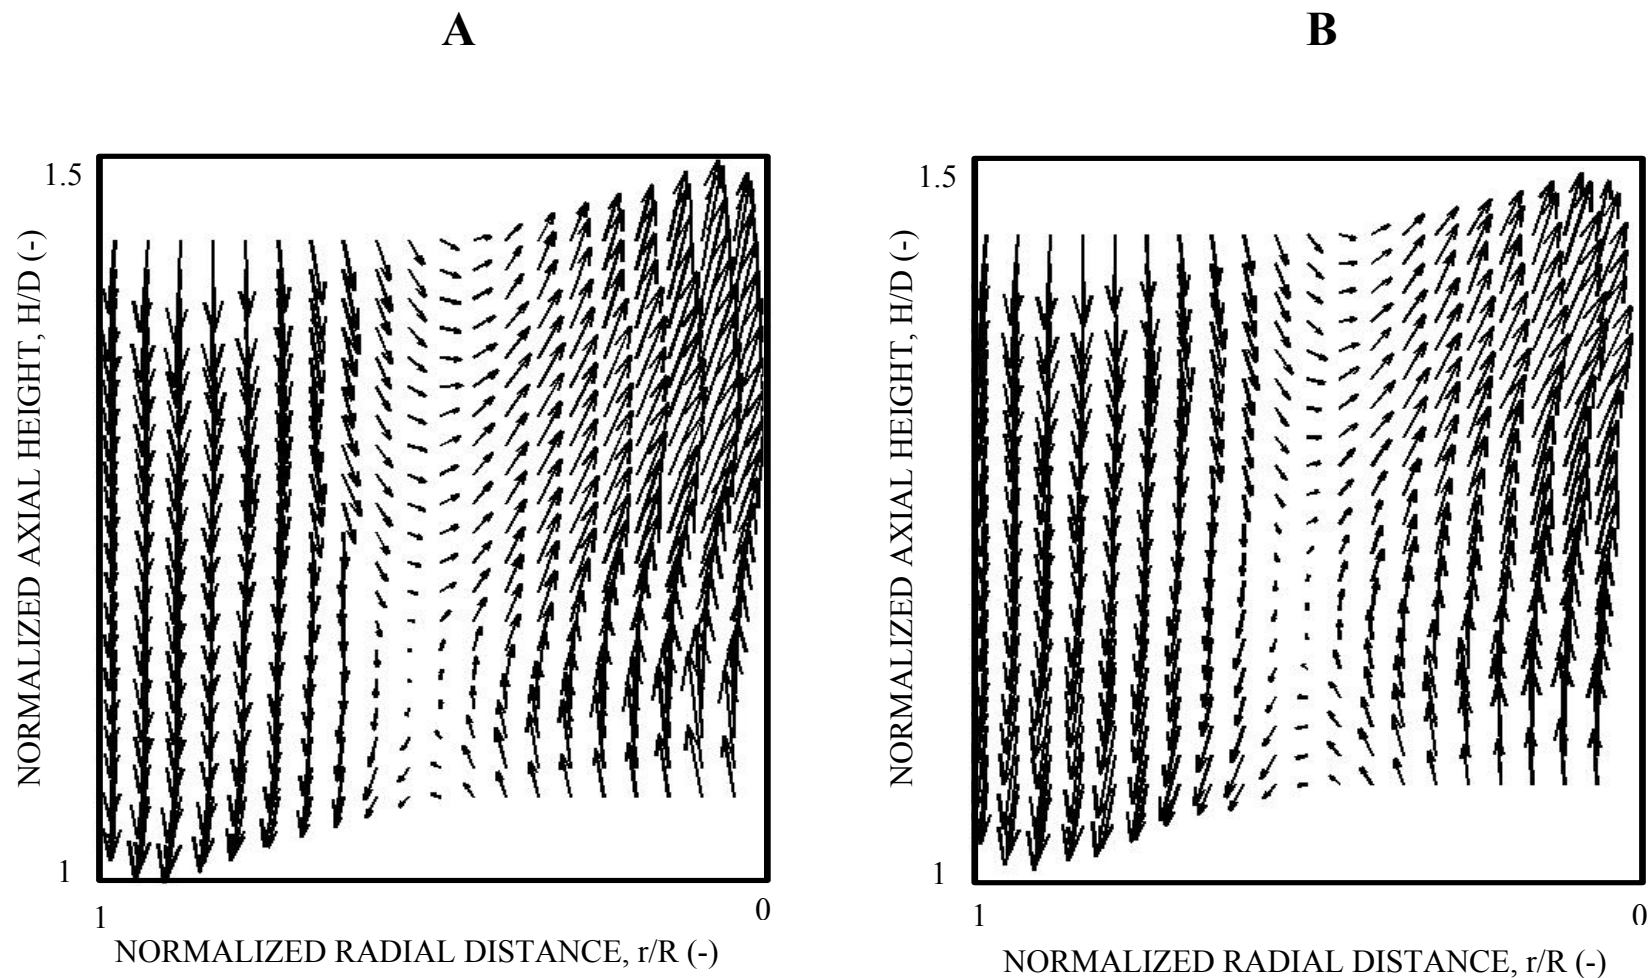 A
B
1.5
NORMALIZED AXIAL HEIGHT, H/D (-)
1
1
0
NORMALIZED RADIAL DISTANCE, r/R (-)
1.5
NORMALIZED AXIAL HEIGHT, H/D (-)
1
1
0
NORMALIZED RADIAL DISTANCE, r/R (-)